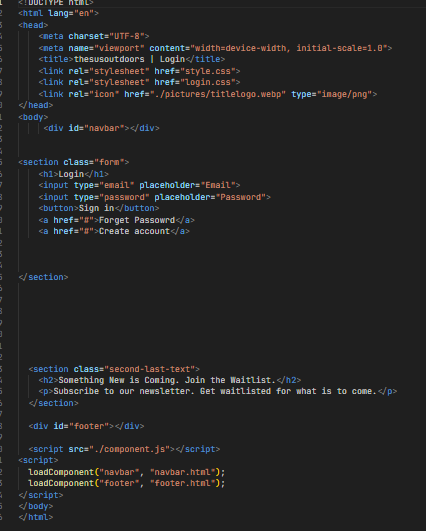 <!DOCTYPE html>
<html lang="en">
<head>
<meta charset="UTF-8">
<meta name="viewport" content="width=device-width, initial-scale=1.0">
<title>thesusoutdoors | Login</title>
<link rel="stylesheet" href="style.css">
<link rel="stylesheet" href="login.css">
<link rel="icon" href="./pictures/titlelogo.webp" type="image/png">
</head>
<body>
<div id="navbar"></div>
<section class="form">
<h1>Login</h1>
<input type="email" placeholder="Email">
<input type="password" placeholder="Password">
<button>Sign in</button>
<a href="#">Forget Passowrd</a>
<a href="#">Create account</a>
</section>
<section class="second-last-text">
<h2>Something New is Coming. Join the Waitlist.</h2>
<p>Subscribe to our newsletter. Get waitlisted for what is to come.</p>
</section>
<div id="footer"></div>
<script src="./component.js"></script>
<script>
loadComponent("navbar", "navbar.html");
loadComponent("footer", "footer.html");
</script>
</body>
</html>